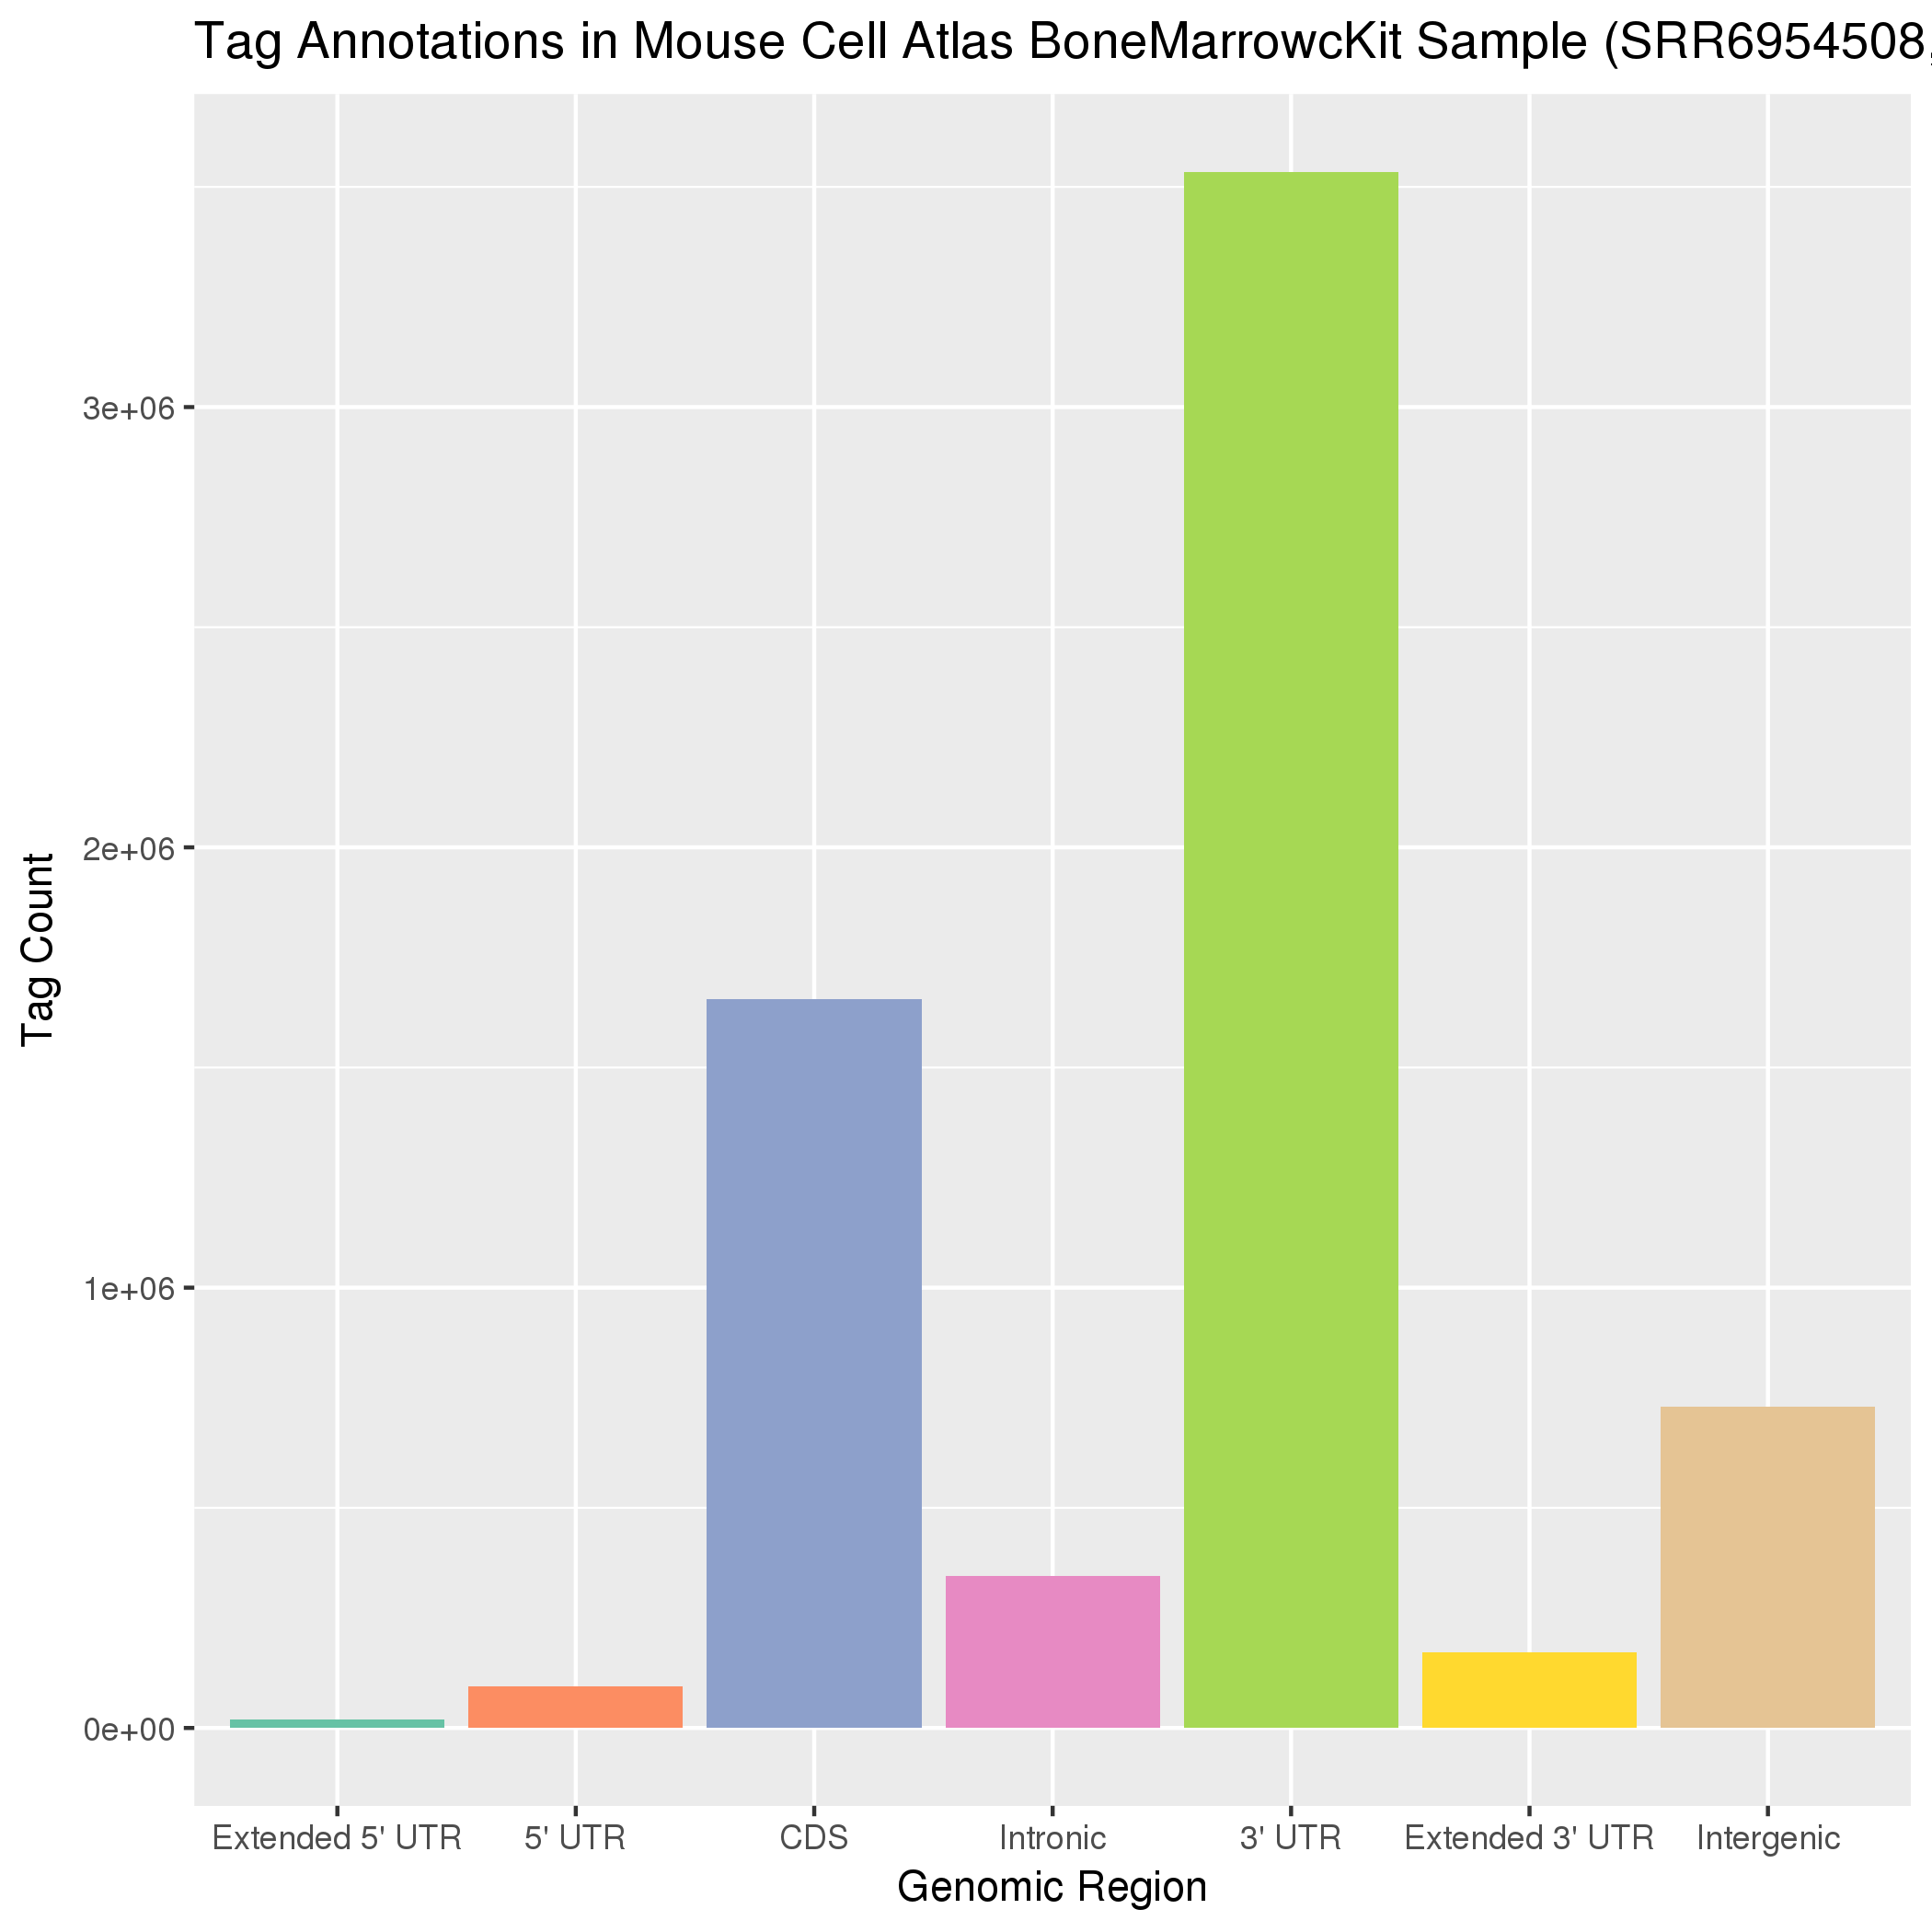 Tag Annotations in Mouse Cell Atlas BoneMarrowcKit Sample (SRR6954508,
3e+06
2e+06
1e+06
0e+00
Tag Count
Extended 5' UTR 5' UTR CDS Intronic 3' UTR Extended 3' UTR Intergenic
Genomic Region